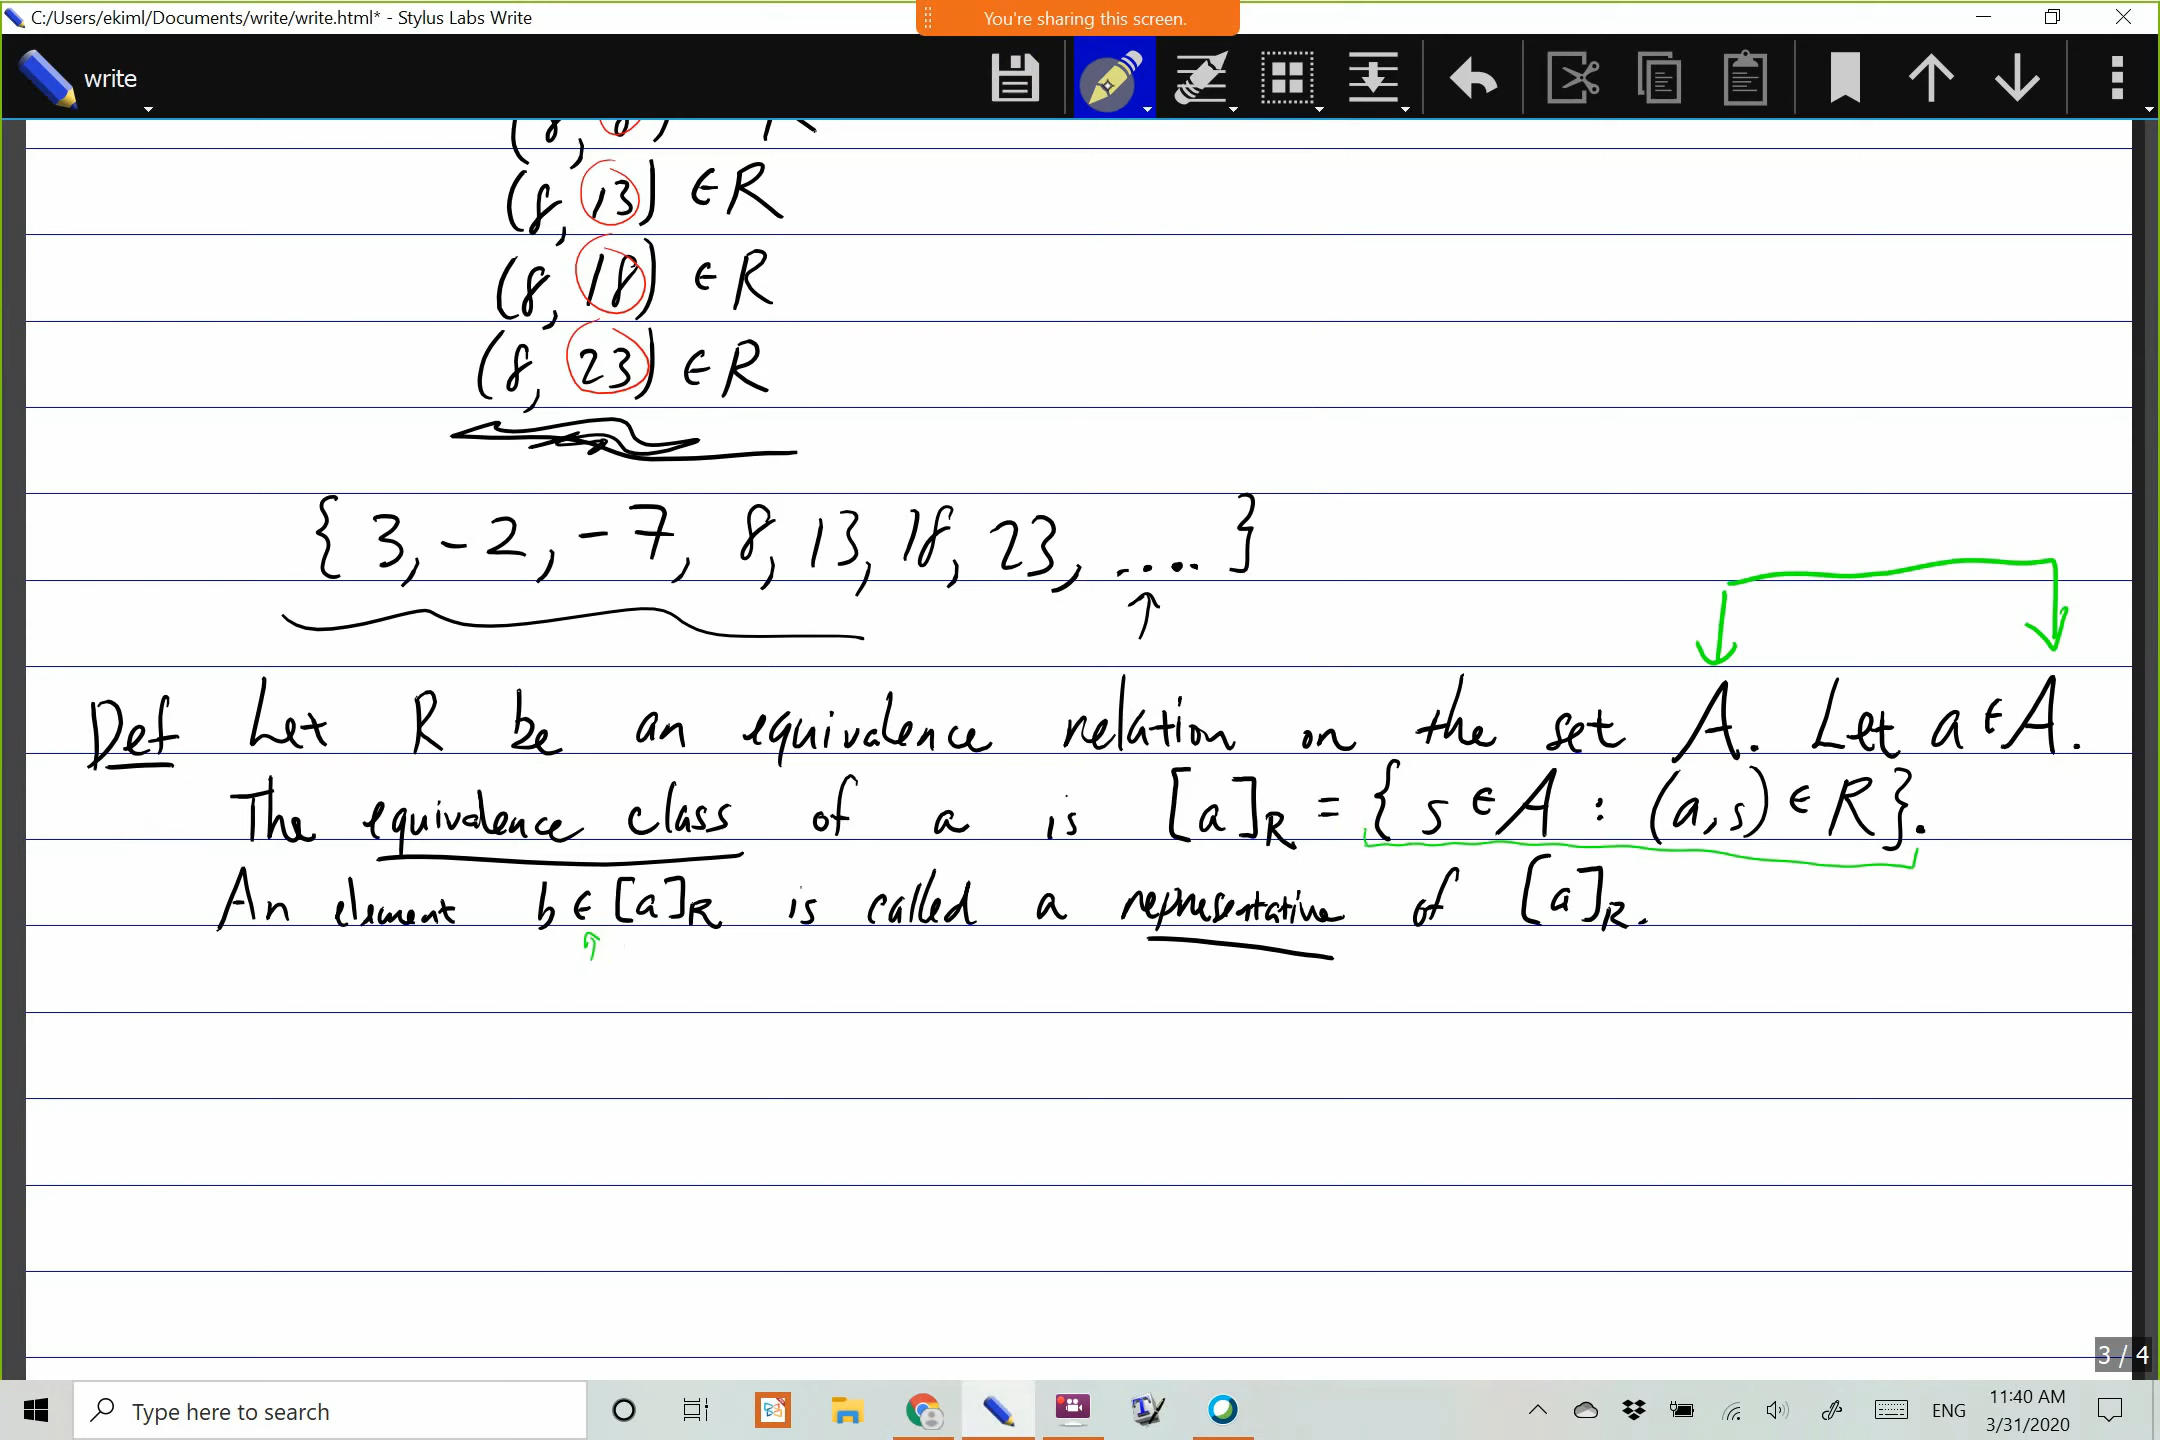 C:/Users/ekiml/Documents/write/write.html* - Stylus Labs Write
You're sharing this screen.
write
(8, 13) ∈ R
(8, 18) ∈ R
(8, 23) ∈ R
{ 3, -2, -7, 8, 13, 18, 23, .... }
Def Let R be an equivalence relation on the set A. Let a ∈ A.
The equivalence class of a is [a]R = { s ∈ A : (a,s) ∈ R }.
An element b ∈ [a]R is called a representative of [a]R.
3 / 4
Type here to search
ENG
11:40 AM
3/31/2020